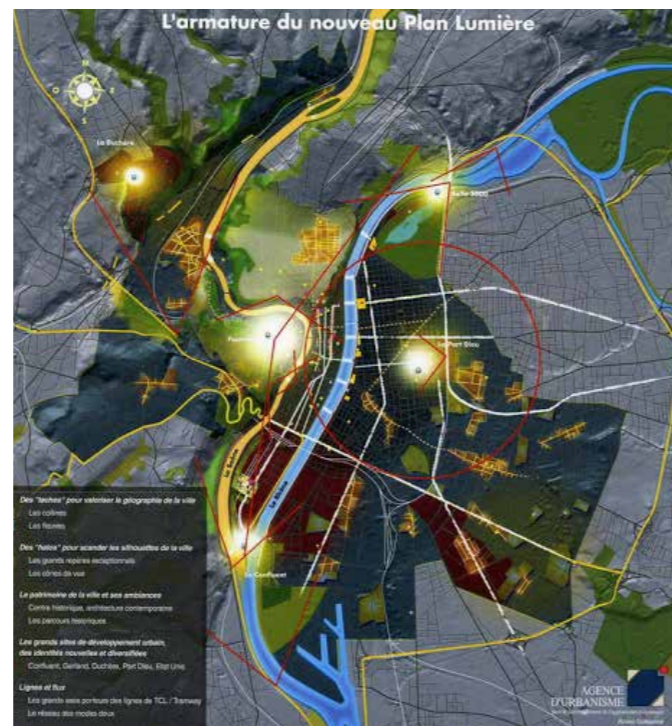 L'armature du nouveau Plan Lumière
N
O
E
S
La Duchère
La Part Dieu
La Saône
Le Rhône
Le Confluent
Des "taches" pour valoriser la géographie de la ville
Les collines
Les fleuves
Des "halos" pour scander les silhouettes de la ville
Les grands repères exceptionnels
Les cônes de vue
Le patrimoine de la ville et ses ambiances
Centre historique, architecture contemporaine
Les parcours historiques
Les grands sites de développement urbain,
des identités nouvelles et diversifiées
Confluent, Gerland, Duchère, Part Dieu, Etat Unis
Lignes et flux
Les grands axes porteurs des lignes de TCL / Tramway
Le réseau des modes doux
AGENCE
D'URBANISME